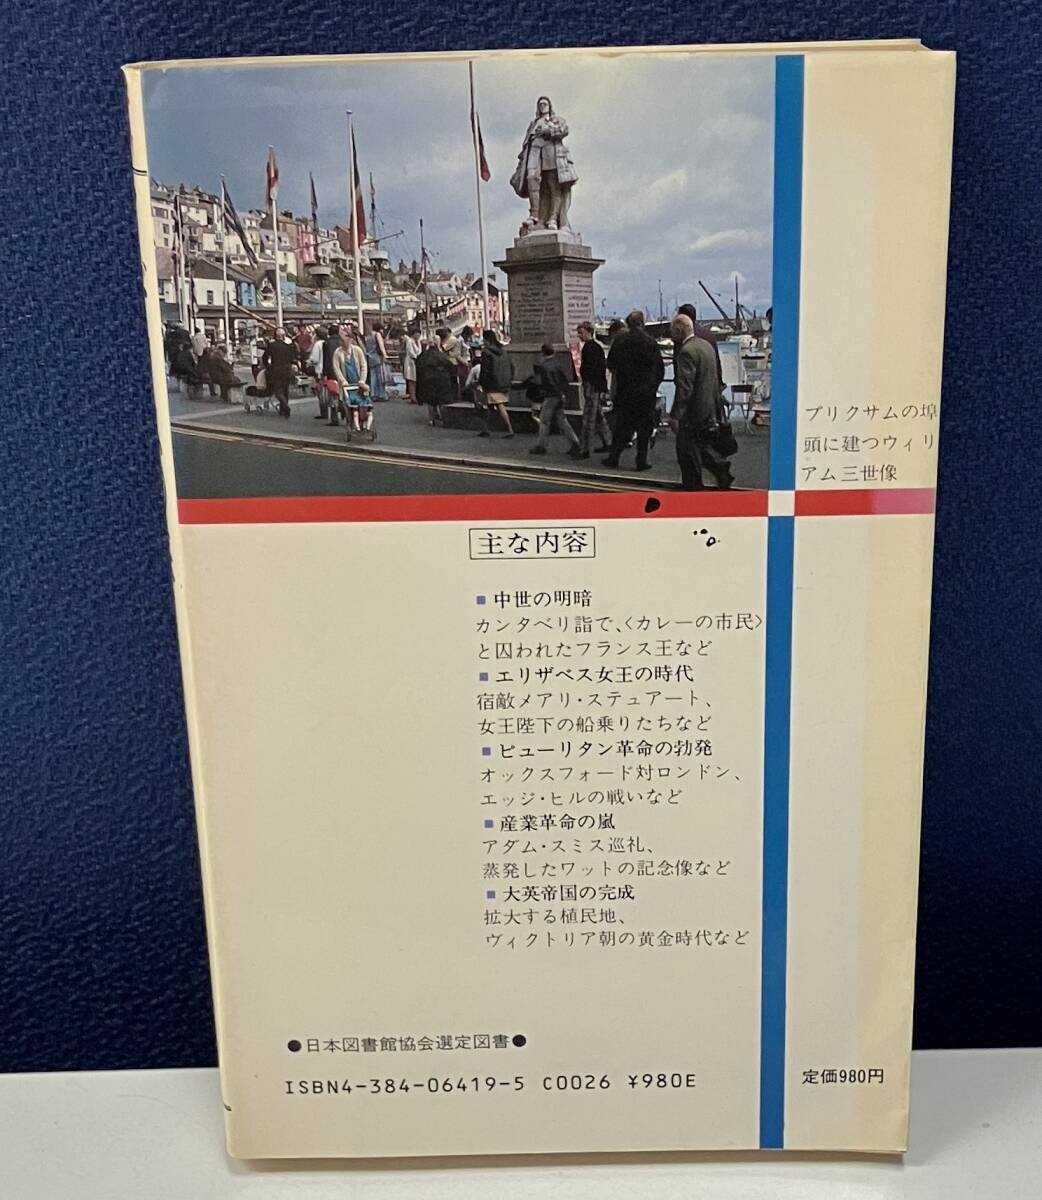 ブリクサムの埠
頭に建つウィリ
アム三世像
主な内容
■中世の明暗
カンタベリ詣で、〈カレーの市民〉
と囚われたフランス王など
■エリザベス女王の時代
宿敵メアリ・ステュアート、
女王陛下の船乗りたちなど
■ピューリタン革命の勃発
オックスフォード対ロンドン、
エッジ・ヒルの戦いなど
■産業革命の嵐
アダム・スミス巡礼、
蒸発したワットの記念像など
■大英帝国の完成
拡大する植民地、
ヴィクトリア朝の黄金時代など
●日本図書館協会選定図書●
ISBN4-384-06419-5 C0026 ¥980E
定価980円